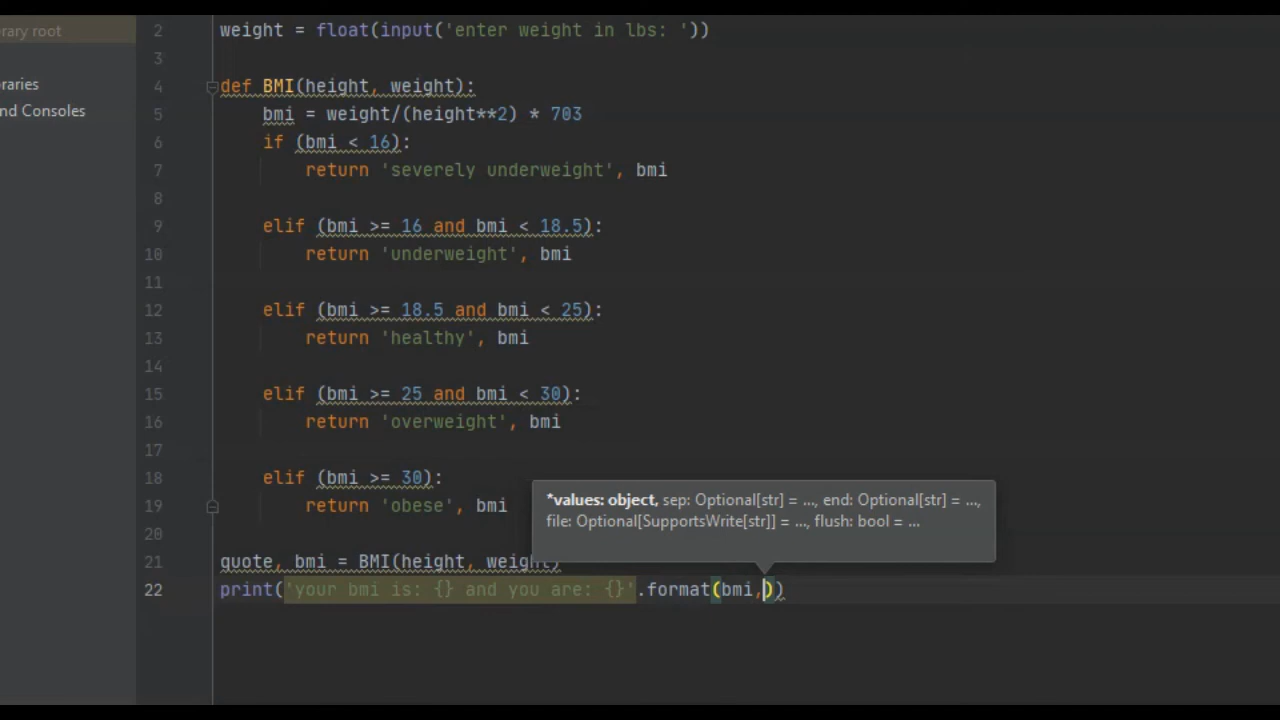 rary root
raries
nd Consoles
2 weight = float(input('enter weight in lbs: '))
3
4 def BMI(height, weight):
5 bmi = weight/(height**2) * 703
6 if (bmi < 16):
7 return 'severely underweight', bmi
8
9 elif (bmi >= 16 and bmi < 18.5):
10 return 'underweight', bmi
11
12 elif (bmi >= 18.5 and bmi < 25):
13 return 'healthy', bmi
14
15 elif (bmi >= 25 and bmi < 30):
16 return 'overweight', bmi
17
18 elif (bmi >= 30):
19 return 'obese', bmi
*values: object, sep: Optional[str] = ..., end: Optional[str] = ...,
file: Optional[SupportsWrite[str]] = ..., flush: bool = ...
20
21 quote, bmi = BMI(height, weight)
22 print('your bmi is: {} and you are: {}'.format(bmi,))